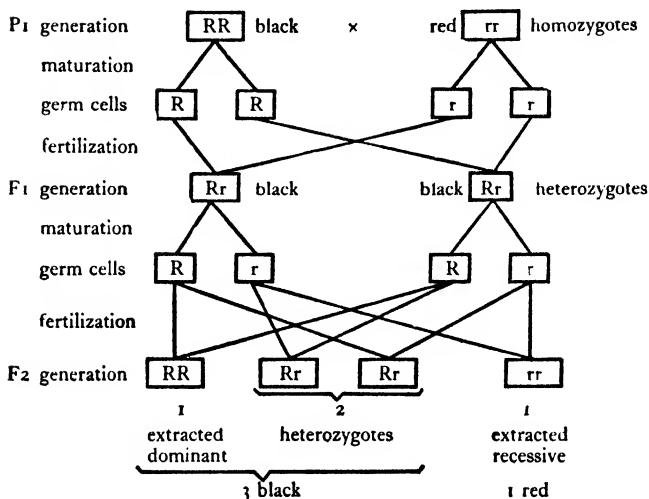 P1 generation RR black × red rr homozygotes
maturation
germ cells R R r r
fertilization
F1 generation Rr black black Rr heterozygotes
maturation
germ cells R r R r
fertilization
F2 generation RR Rr Rr rr
1 2 1
extracted heterozygotes extracted
dominant recessive
3 black 1 red